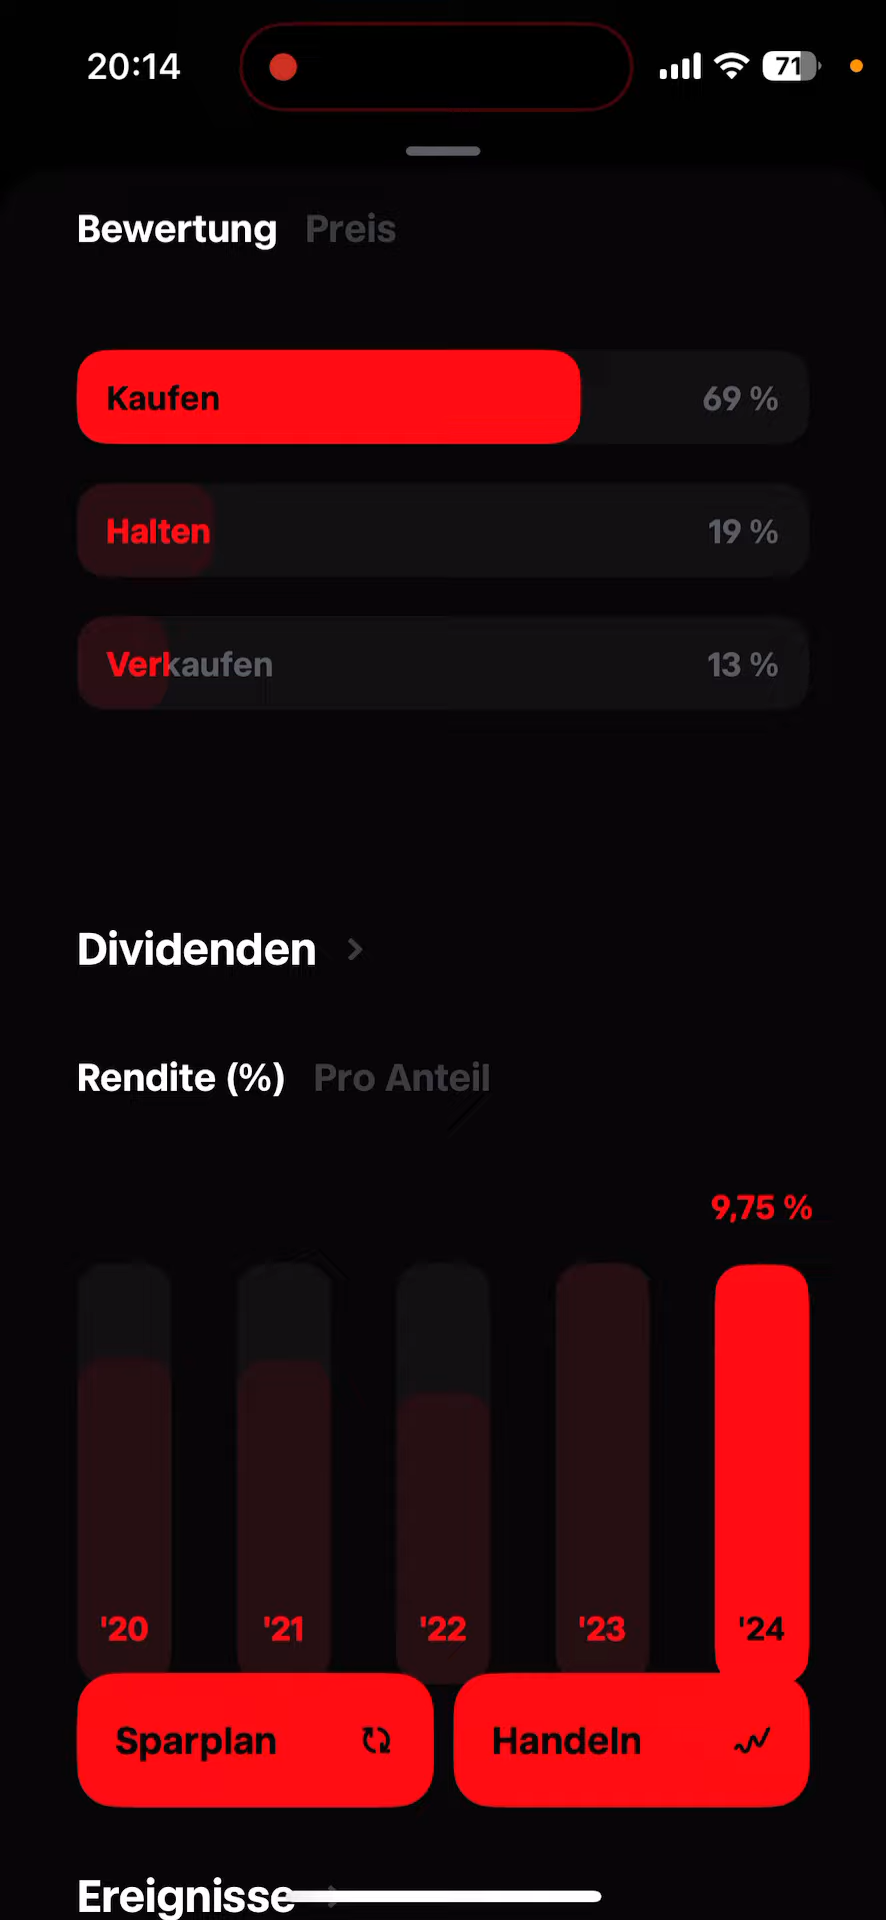 20:14
71
Bewertung Preis
Kaufen 69 %
Halten 19 %
Verkaufen 13 %
Dividenden
Rendite (%) Pro Anteil
9,75 %
'20 '21 '22 '23 '24
Sparplan Handeln
Ereignisse